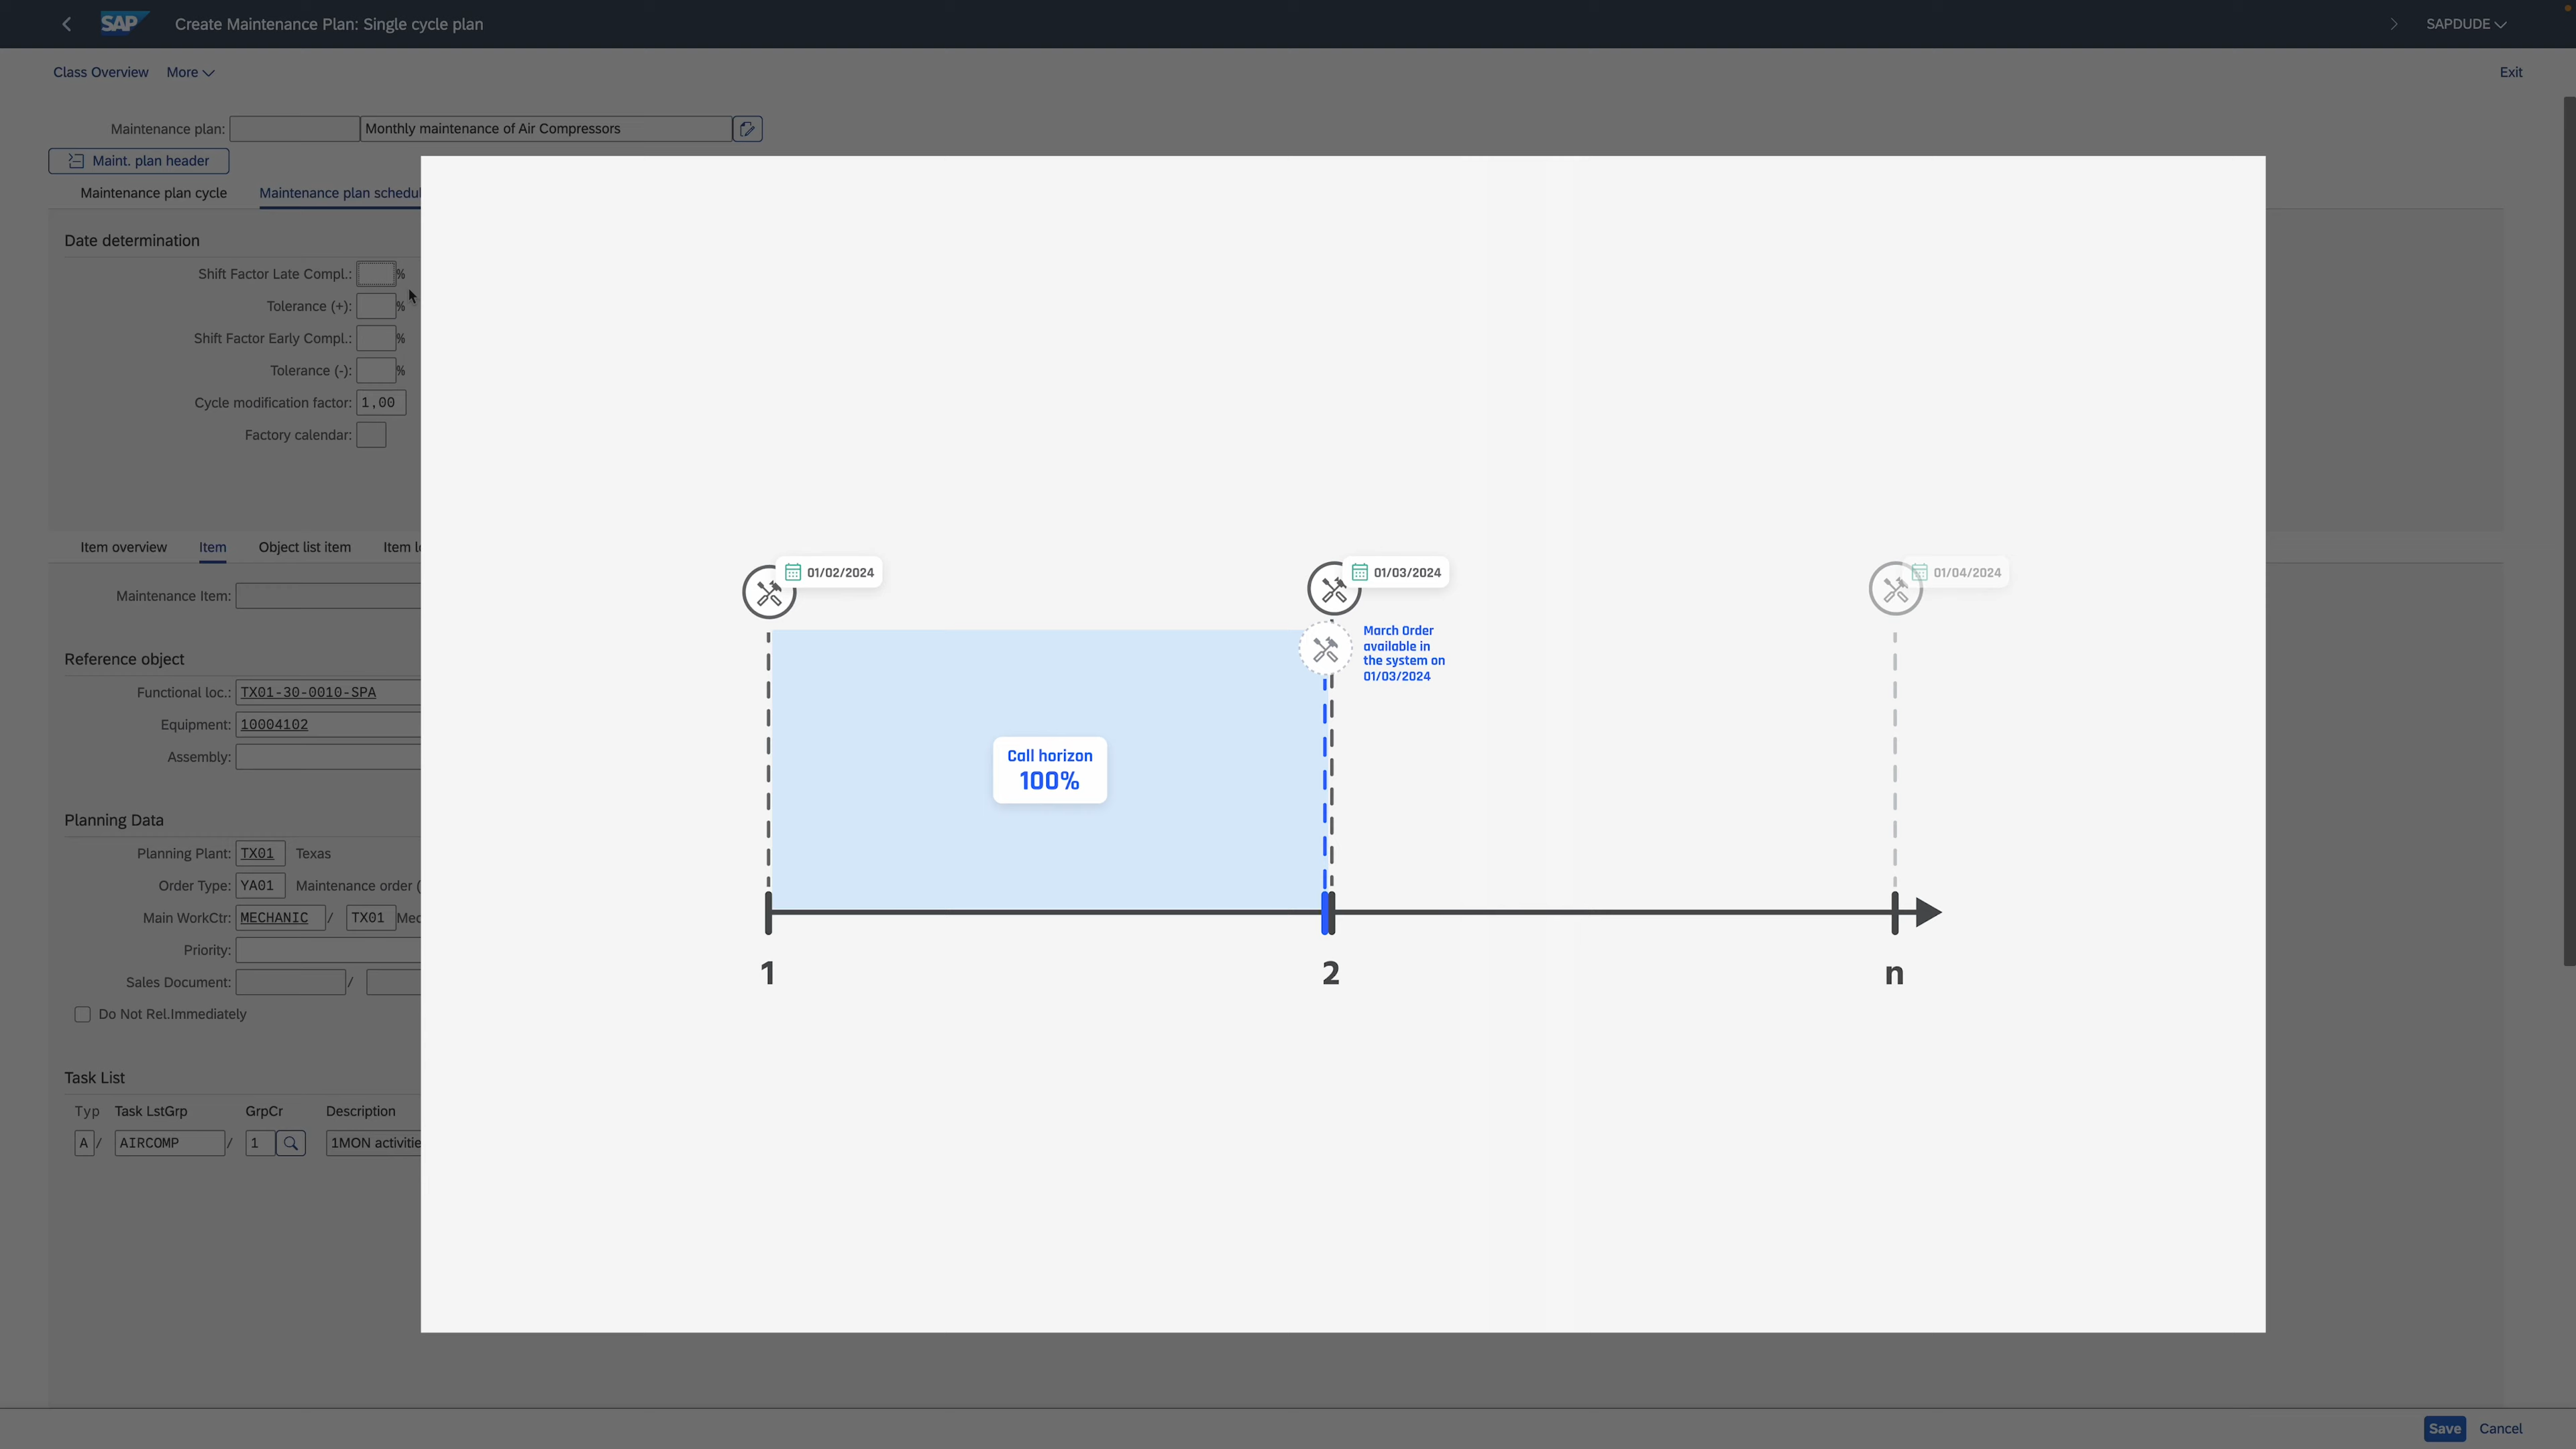 SAP
Create Maintenance Plan: Single cycle plan
SAPDUDE
Class Overview More
Exit
Maintenance plan: Monthly maintenance of Air Compressors
Maint. plan header
Maintenance plan cycle Maintenance plan schedul
Date determination
Shift Factor Late Compl.: %
Tolerance (+): %
Shift Factor Early Compl.: %
Tolerance (-): %
Cycle modification factor: 1,00
Factory calendar:
Item overview Item Object list item Item l
Maintenance Item:
Reference object
Functional loc.: TX01-30-0010-SPA
Equipment: 10004102
Assembly:
Planning Data
Planning Plant: TX01 Texas
Order Type: YA01 Maintenance order (
Main WorkCtr: MECHANIC / TX01 Mec
Priority:
Sales Document: /
Do Not Rel.Immediately
Task List
Typ Task LstGrp GrpCr Description
A / AIRCOMP / 1 1MON activitie
01/02/2024
01/03/2024
01/04/2024
March Order
available in
the system on
01/03/2024
Call horizon
100%
1
2
n
Save Cancel